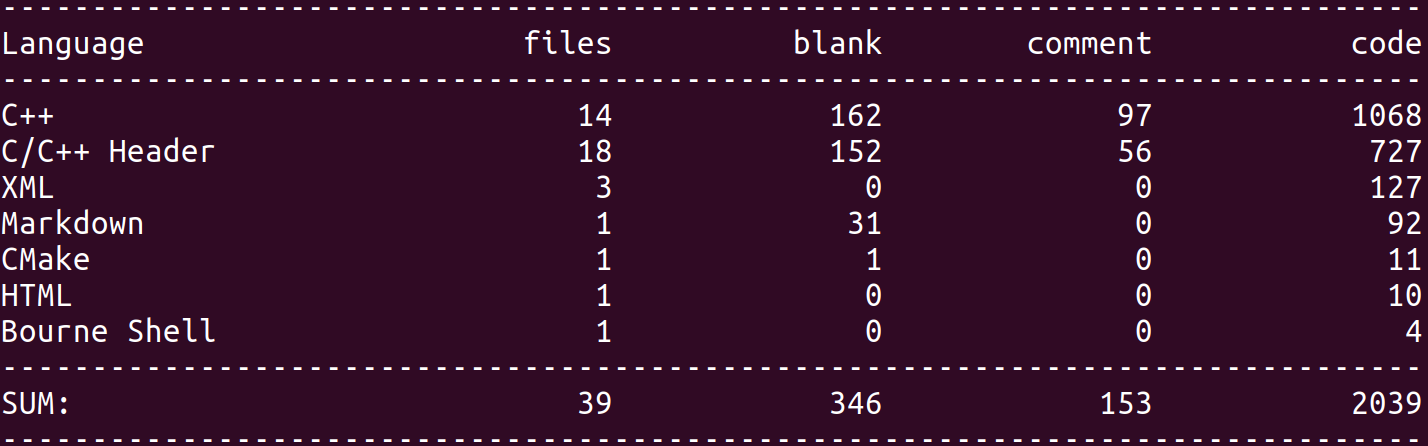 -------------------------------------------------------------------------------
Language                     files          blank        comment           code
-------------------------------------------------------------------------------
C++                             14            162             97           1068
C/C++ Header                    18            152             56            727
XML                              3              0              0            127
Markdown                         1             31              0             92
CMake                            1              1              0             11
HTML                             1              0              0             10
Bourne Shell                     1              0              0              4
-------------------------------------------------------------------------------
SUM:                            39            346            153           2039
-------------------------------------------------------------------------------